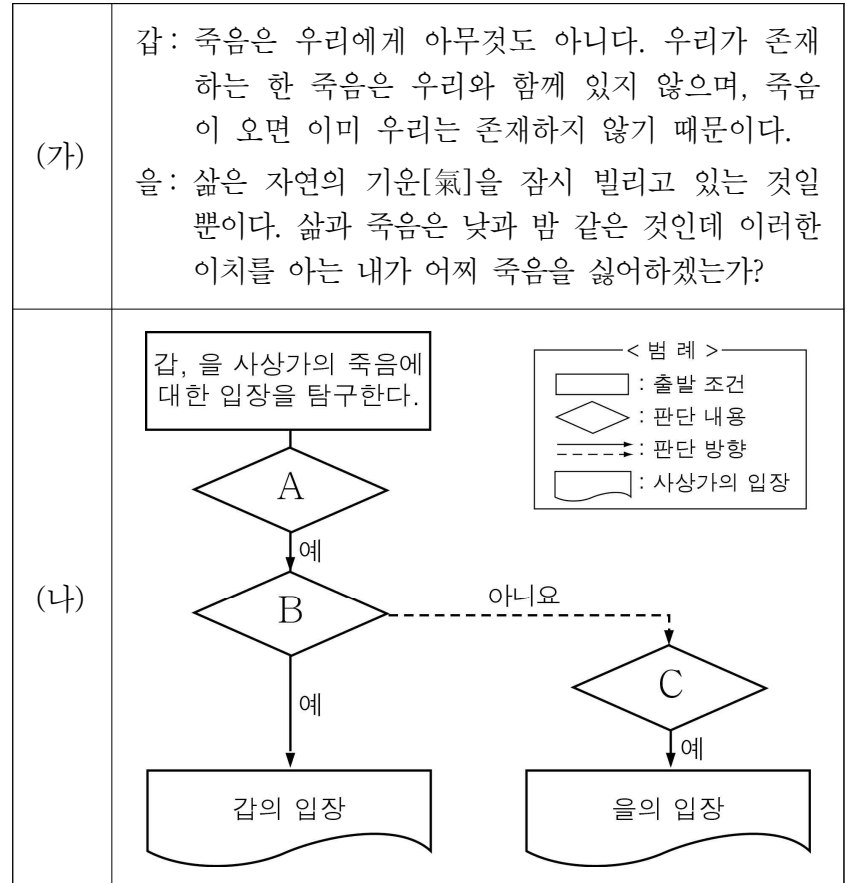 (가)
갑: 죽음은 우리에게 아무것도 아니다. 우리가 존재
하는 한 죽음은 우리와 함께 있지 않으며, 죽음
이 오면 이미 우리는 존재하지 않기 때문이다.
을: 삶은 자연의 기운[氣]을 잠시 빌리고 있는 것일
뿐이다. 삶과 죽음은 낮과 밤 같은 것인데 이러한
이치를 아는 내가 어찌 죽음을 싫어하겠는가?
(나)
갑, 을 사상가의 죽음에
대한 입장을 탐구한다.
< 범 례 >
: 출발 조건
: 판단 내용
: 판단 방향
: 사상가의 입장
A
예
B
아니요
C
예
예
갑의 입장
을의 입장